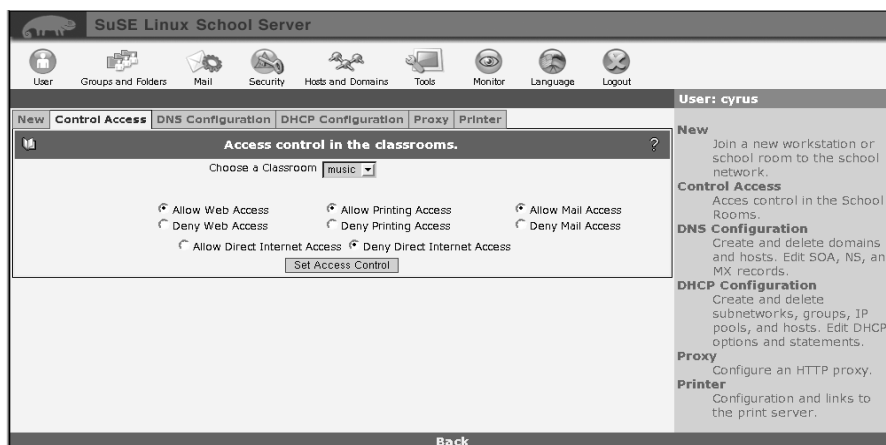 SuSE Linux School Server
User Groups and Folders Mail Security Hosts and Domains Tools Monitor Language Logout
User: cyrus
New Control Access DNS Configuration DHCP Configuration Proxy Printer
Access control in the classrooms. ?
Choose a Classroom music
Allow Web Access Allow Printing Access Allow Mail Access
Deny Web Access Deny Printing Access Deny Mail Access
Allow Direct Internet Access Deny Direct Internet Access
Set Access Control
New
Join a new workstation or
school room to the school
network.
Control Access
Acces control in the School
Rooms.
DNS Configuration
Create and delete domains
and hosts. Edit SOA, NS, an
MX records.
DHCP Configuration
Create and delete
subnetworks, groups, IP
pools, and hosts. Edit DHCP
options and statements.
Proxy
Configure an HTTP proxy.
Printer
Configuration and links to
the print server.
Back